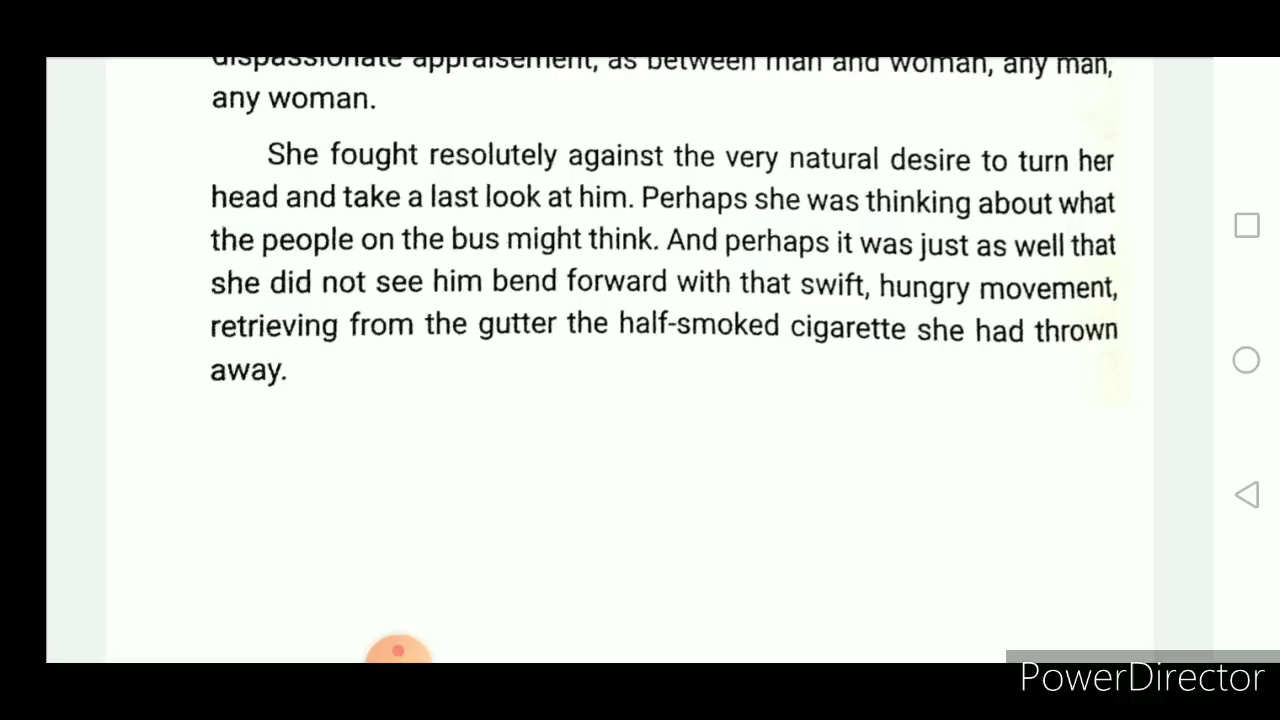 dispassionate appraisement, as between man and woman, any man,
any woman.
She fought resolutely against the very natural desire to turn her
head and take a last look at him. Perhaps she was thinking about what
the people on the bus might think. And perhaps it was just as well that
she did not see him bend forward with that swift, hungry movement,
retrieving from the gutter the half-smoked cigarette she had thrown
away.
PowerDirector